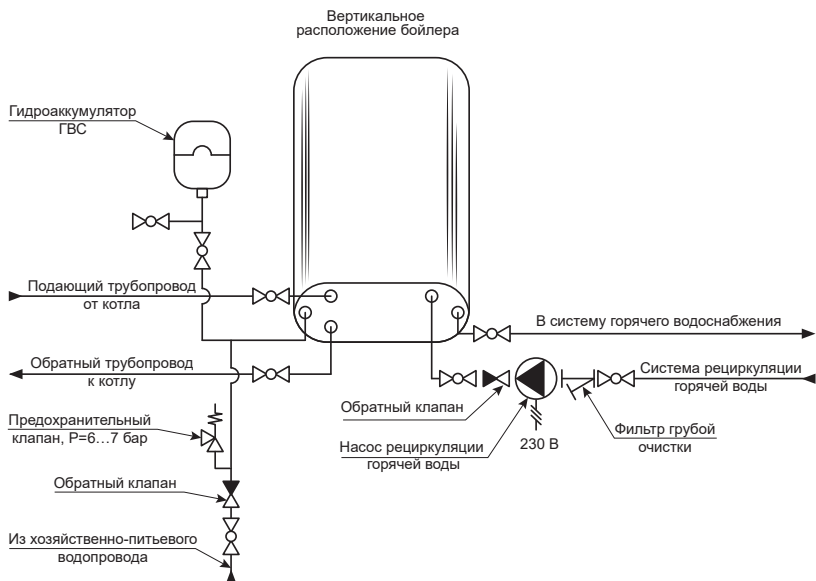 Вертикальное
расположение бойлера
Гидроаккумулятор
ГВС
Подающий трубопровод
от котла
В систему горячего водоснабжения
Обратный трубопровод
к котлу
Система рециркуляции
горячей воды
Обратный клапан
Предохранительный
клапан, Р=6...7 бар
Насос рециркуляции
горячей воды
230 В
Фильтр грубой
очистки
Обратный клапан
Из хозяйственно-питьевого
водопровода